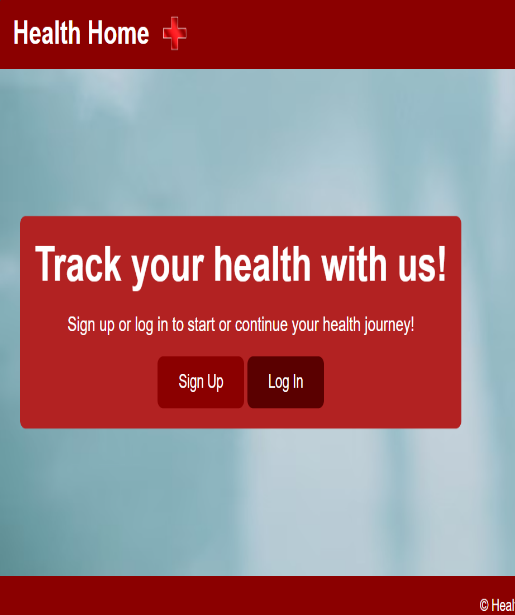 Health Home
Track your health with us!
Sign up or log in to start or continue your health journey!
Sign Up
Log In
©